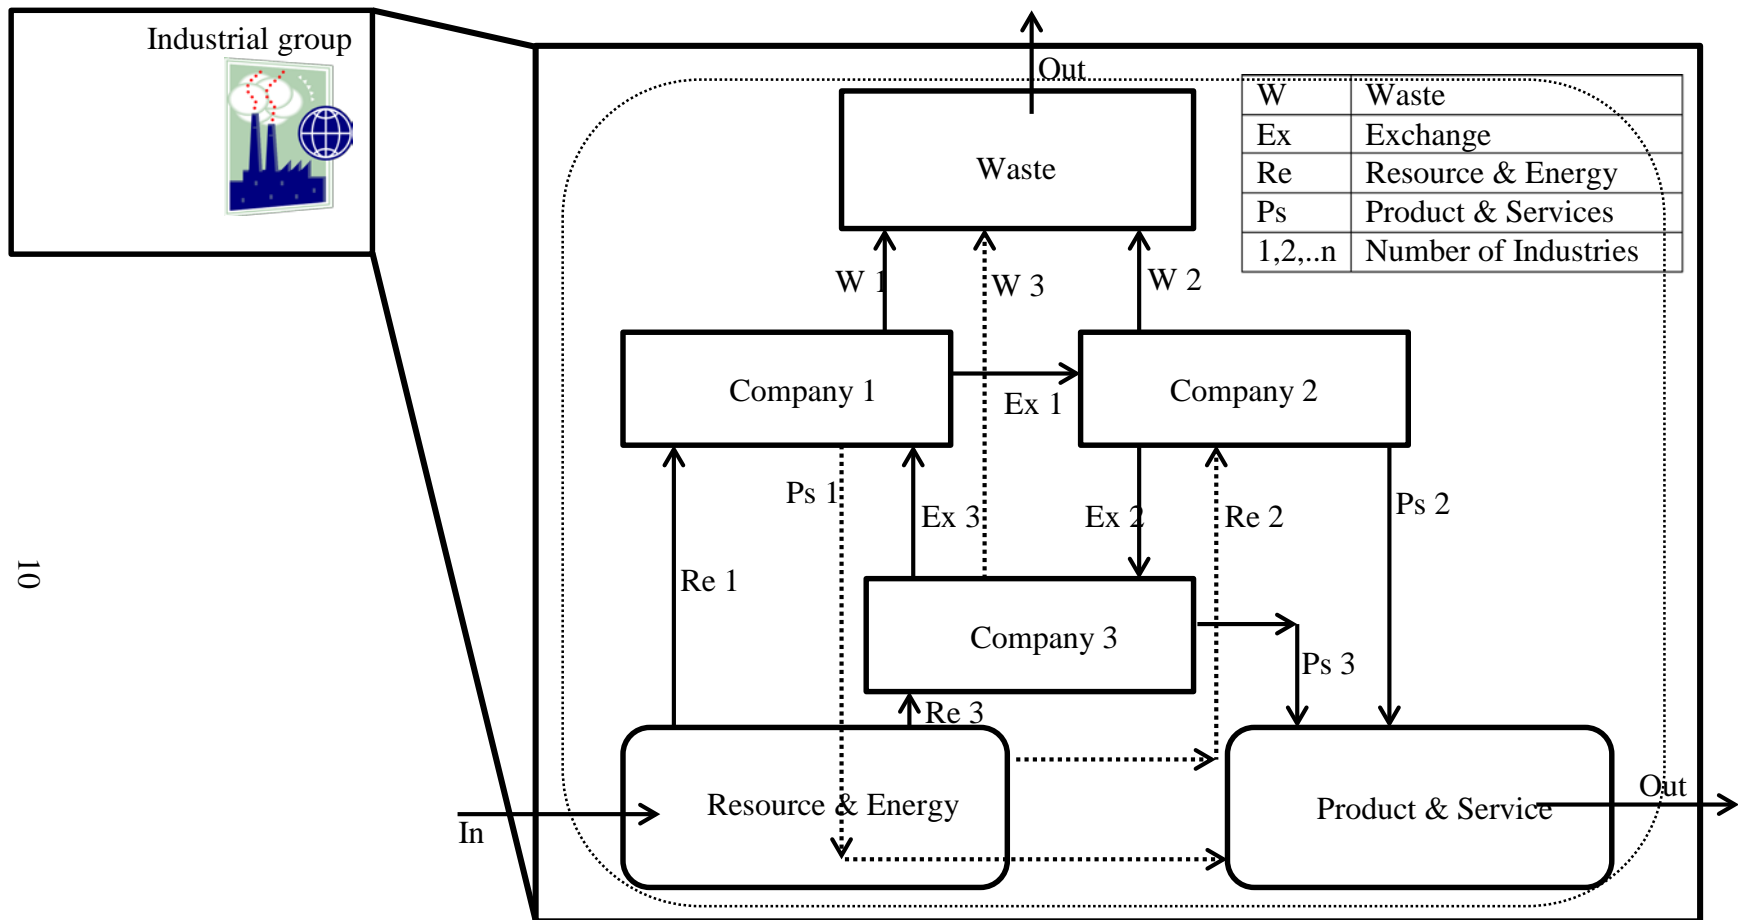 Industrial group
Out
W Waste
Ex Exchange
Re Resource & Energy
Ps Product & Services
1,2,..n Number of Industries
Waste
W 1
W 3
W 2
Company 1
Ex 1
Company 2
Ps 1
Ex 3
Ex 2
Re 2
Ps 2
Re 1
Company 3
Ps 3
Re 3
Resource & Energy
Product & Service
Out
In
10